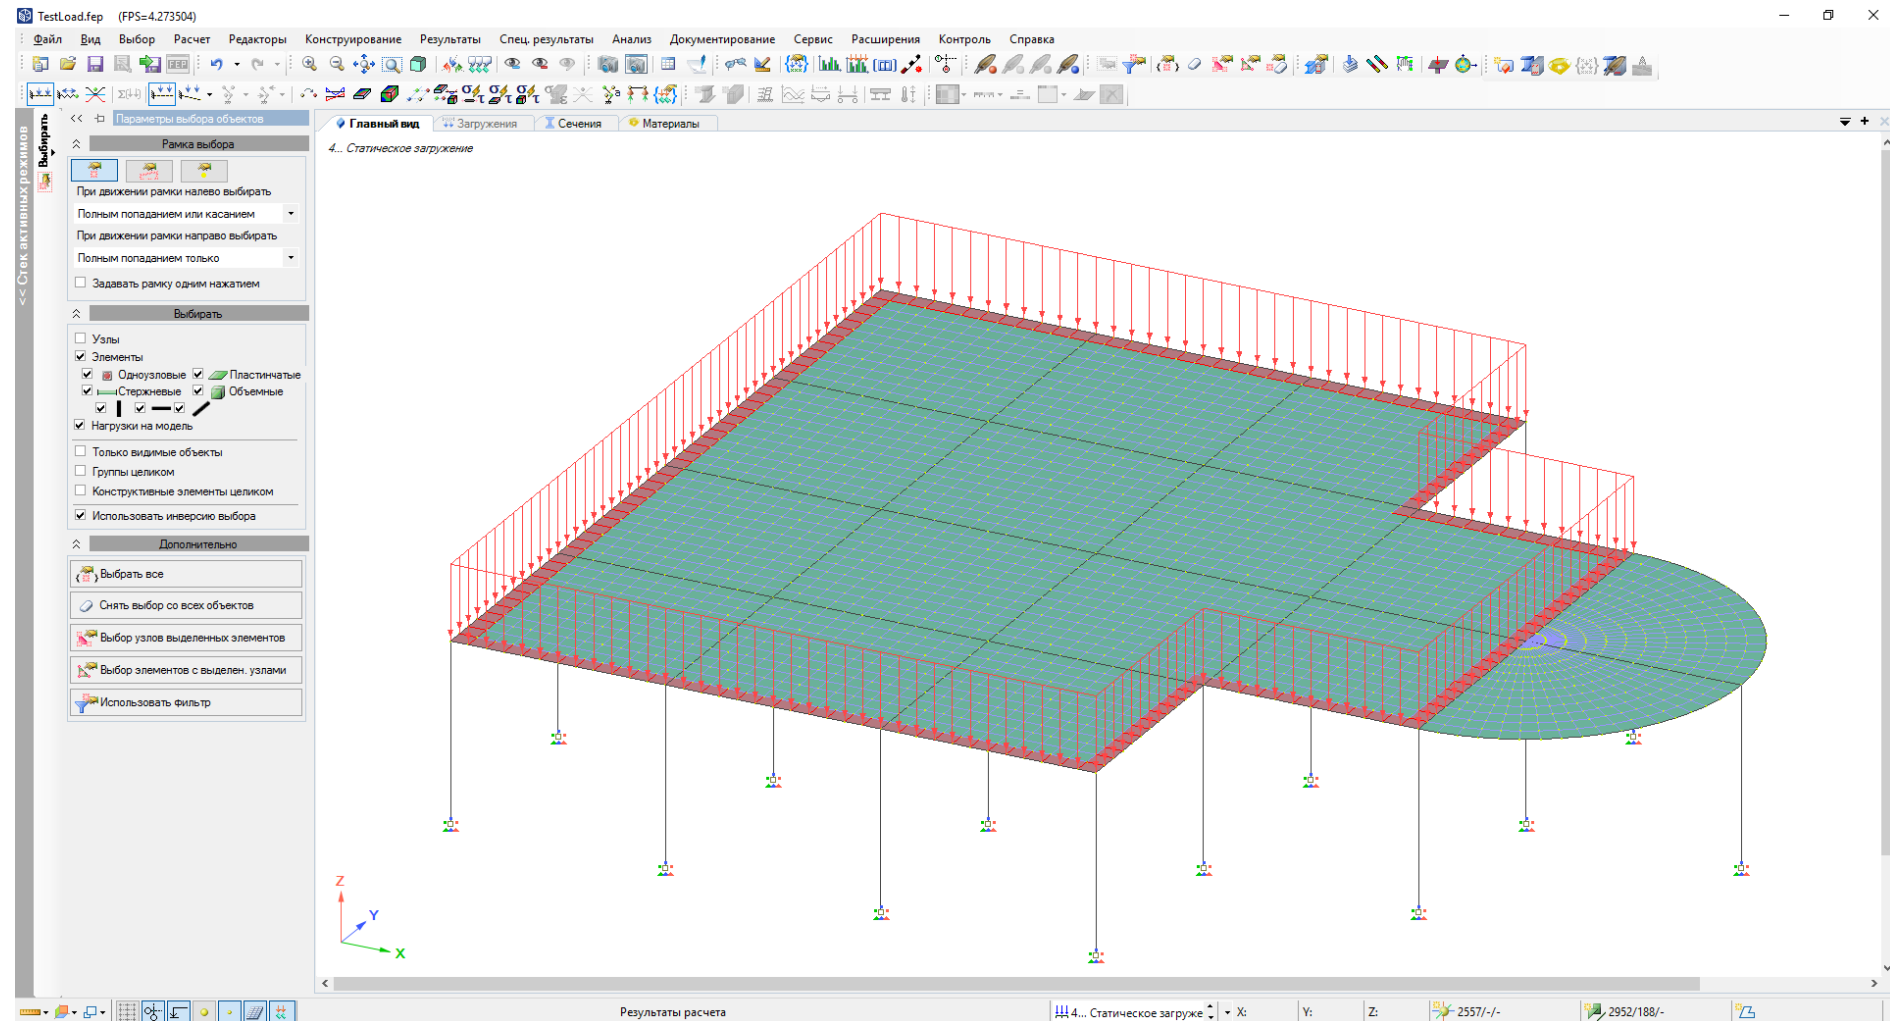 TestLoad.fep (FPS=4.273504)
Файл Вид Выбор Расчет Редакторы Конструирование Результаты Спец. результаты Анализ Документирование Сервис Расширения Контроль Справка
<< Стек активных режимов
Выбирать
<< Параметры выбора объектов
Главный вид Загружения Сечения Материалы
4... Статическое загружение
Рамка выбора
При движении рамки налево выбирать
Полным попаданием или касанием
При движении рамки направо выбирать
Полным попаданием только
Задавать рамку одним нажатием
Выбирать
Узлы
Элементы
Одноузловые Пластинчатые
Стержневые Объемные
Нагрузки на модель
Только видимые объекты
Группы целиком
Конструктивные элементы целиком
Использовать инверсию выбора
Дополнительно
Выбрать все
Снять выбор со всех объектов
Выбор узлов выделенных элементов
Выбор элементов с выделен. узлами
Использовать фильтр
Z
Y
X
Результаты расчета
4... Статическое загруже
X:
Y:
Z:
2557/-/-
2952/188/-